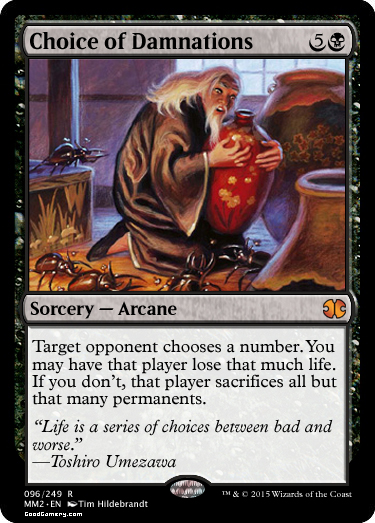 Choice of Damnations 5
Sorcery — Arcane
Target opponent chooses a number. You
may have that player lose that much life.
If you don't, that player sacrifices all but
that many permanents.
“Life is a series of choices between bad and
worse.”
—Toshiro Umezawa
096/249 R
MM2 • EN Tim Hildebrandt
™ & © 2015 Wizards of the Coast
GoodGamery.com